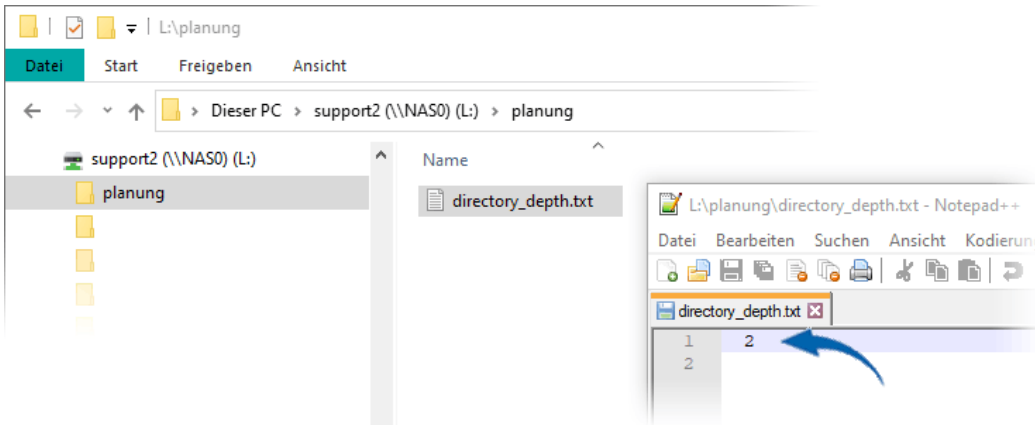 L:\planung
Datei Start Freigeben Ansicht
Dieser PC > support2 (\\NAS0) (L:) > planung
support2 (\\NAS0) (L:)
planung
Name
directory_depth.txt
L:\planung\directory_depth.txt - Notepad++
Datei Bearbeiten Suchen Ansicht Kodierun
directory_depth.txt
1 2
2